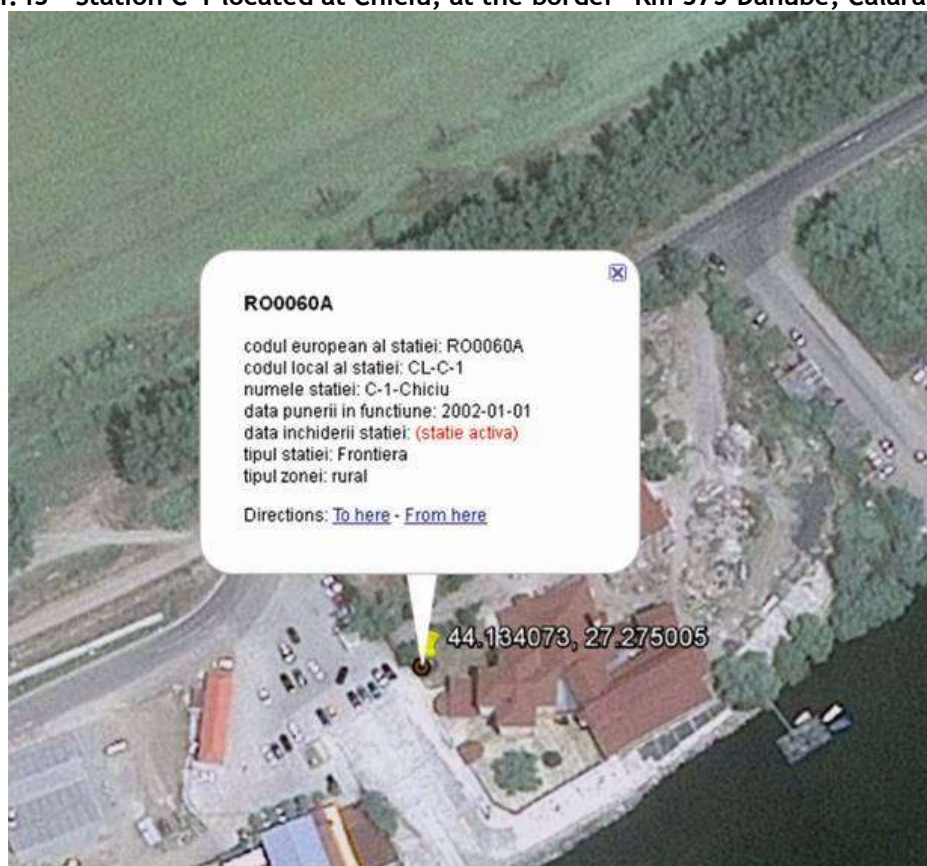 Station C-1 located at Chiciu, at the border- Km 375 Danube,
RO0060A
codul european al statiei: RO0060A
codul local al statiei: CL-C-1
numele statiei: C-1-Chiciu
data punerii in functiune: 2002-01-01
data inchiderii statiei: (statie activa)
tipul statiei: Frontiera
tipul zonei: rural
Directions: To here - From here
44.134073, 27.275005